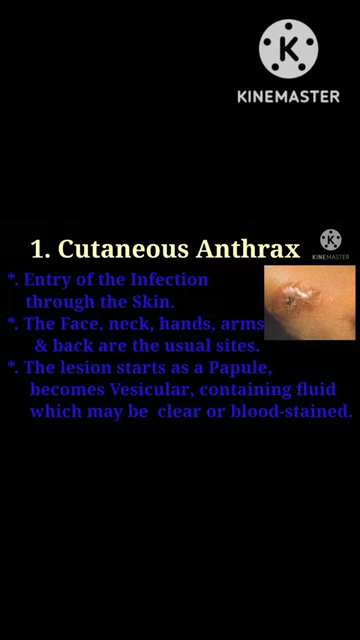 K
KINEMASTER
1. Cutaneous Anthrax
K
KINEMASTER
*. Entry of the Infection
through the Skin.
*. The Face, neck, hands, arms
& back are the usual sites.
*. The lesion starts as a Papule,
becomes Vesicular, containing fluid
which may be clear or blood-stained.